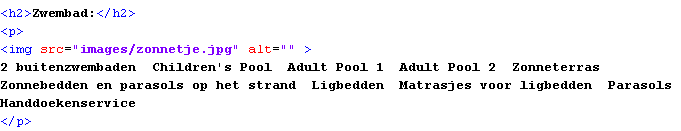 <h2>Zwembad:</h2>
<p>
<img src="images/zonnetje.jpg" alt="" >
2 buitenzwembaden  Children's Pool  Adult Pool 1  Adult Pool 2  Zonneterras
Zonnebedden en parasols op het strand  Ligbedden  Matrasjes voor ligbedden  Parasols
Handdoekenservice
</p>